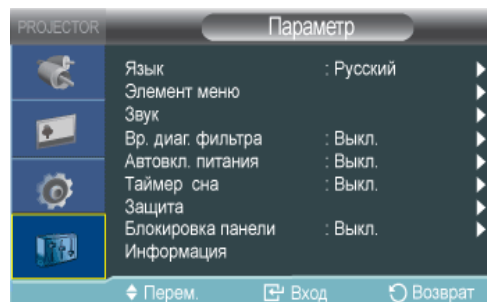 PROJECTOR
Параметр
Язык : Русский
Элемент меню
Звук
Вр. диаг. фильтра : Выкл.
Автовкл. питания : Выкл.
Таймер сна : Выкл.
Защита
Блокировка панели : Выкл.
Информация
Перем. Вход Возврат